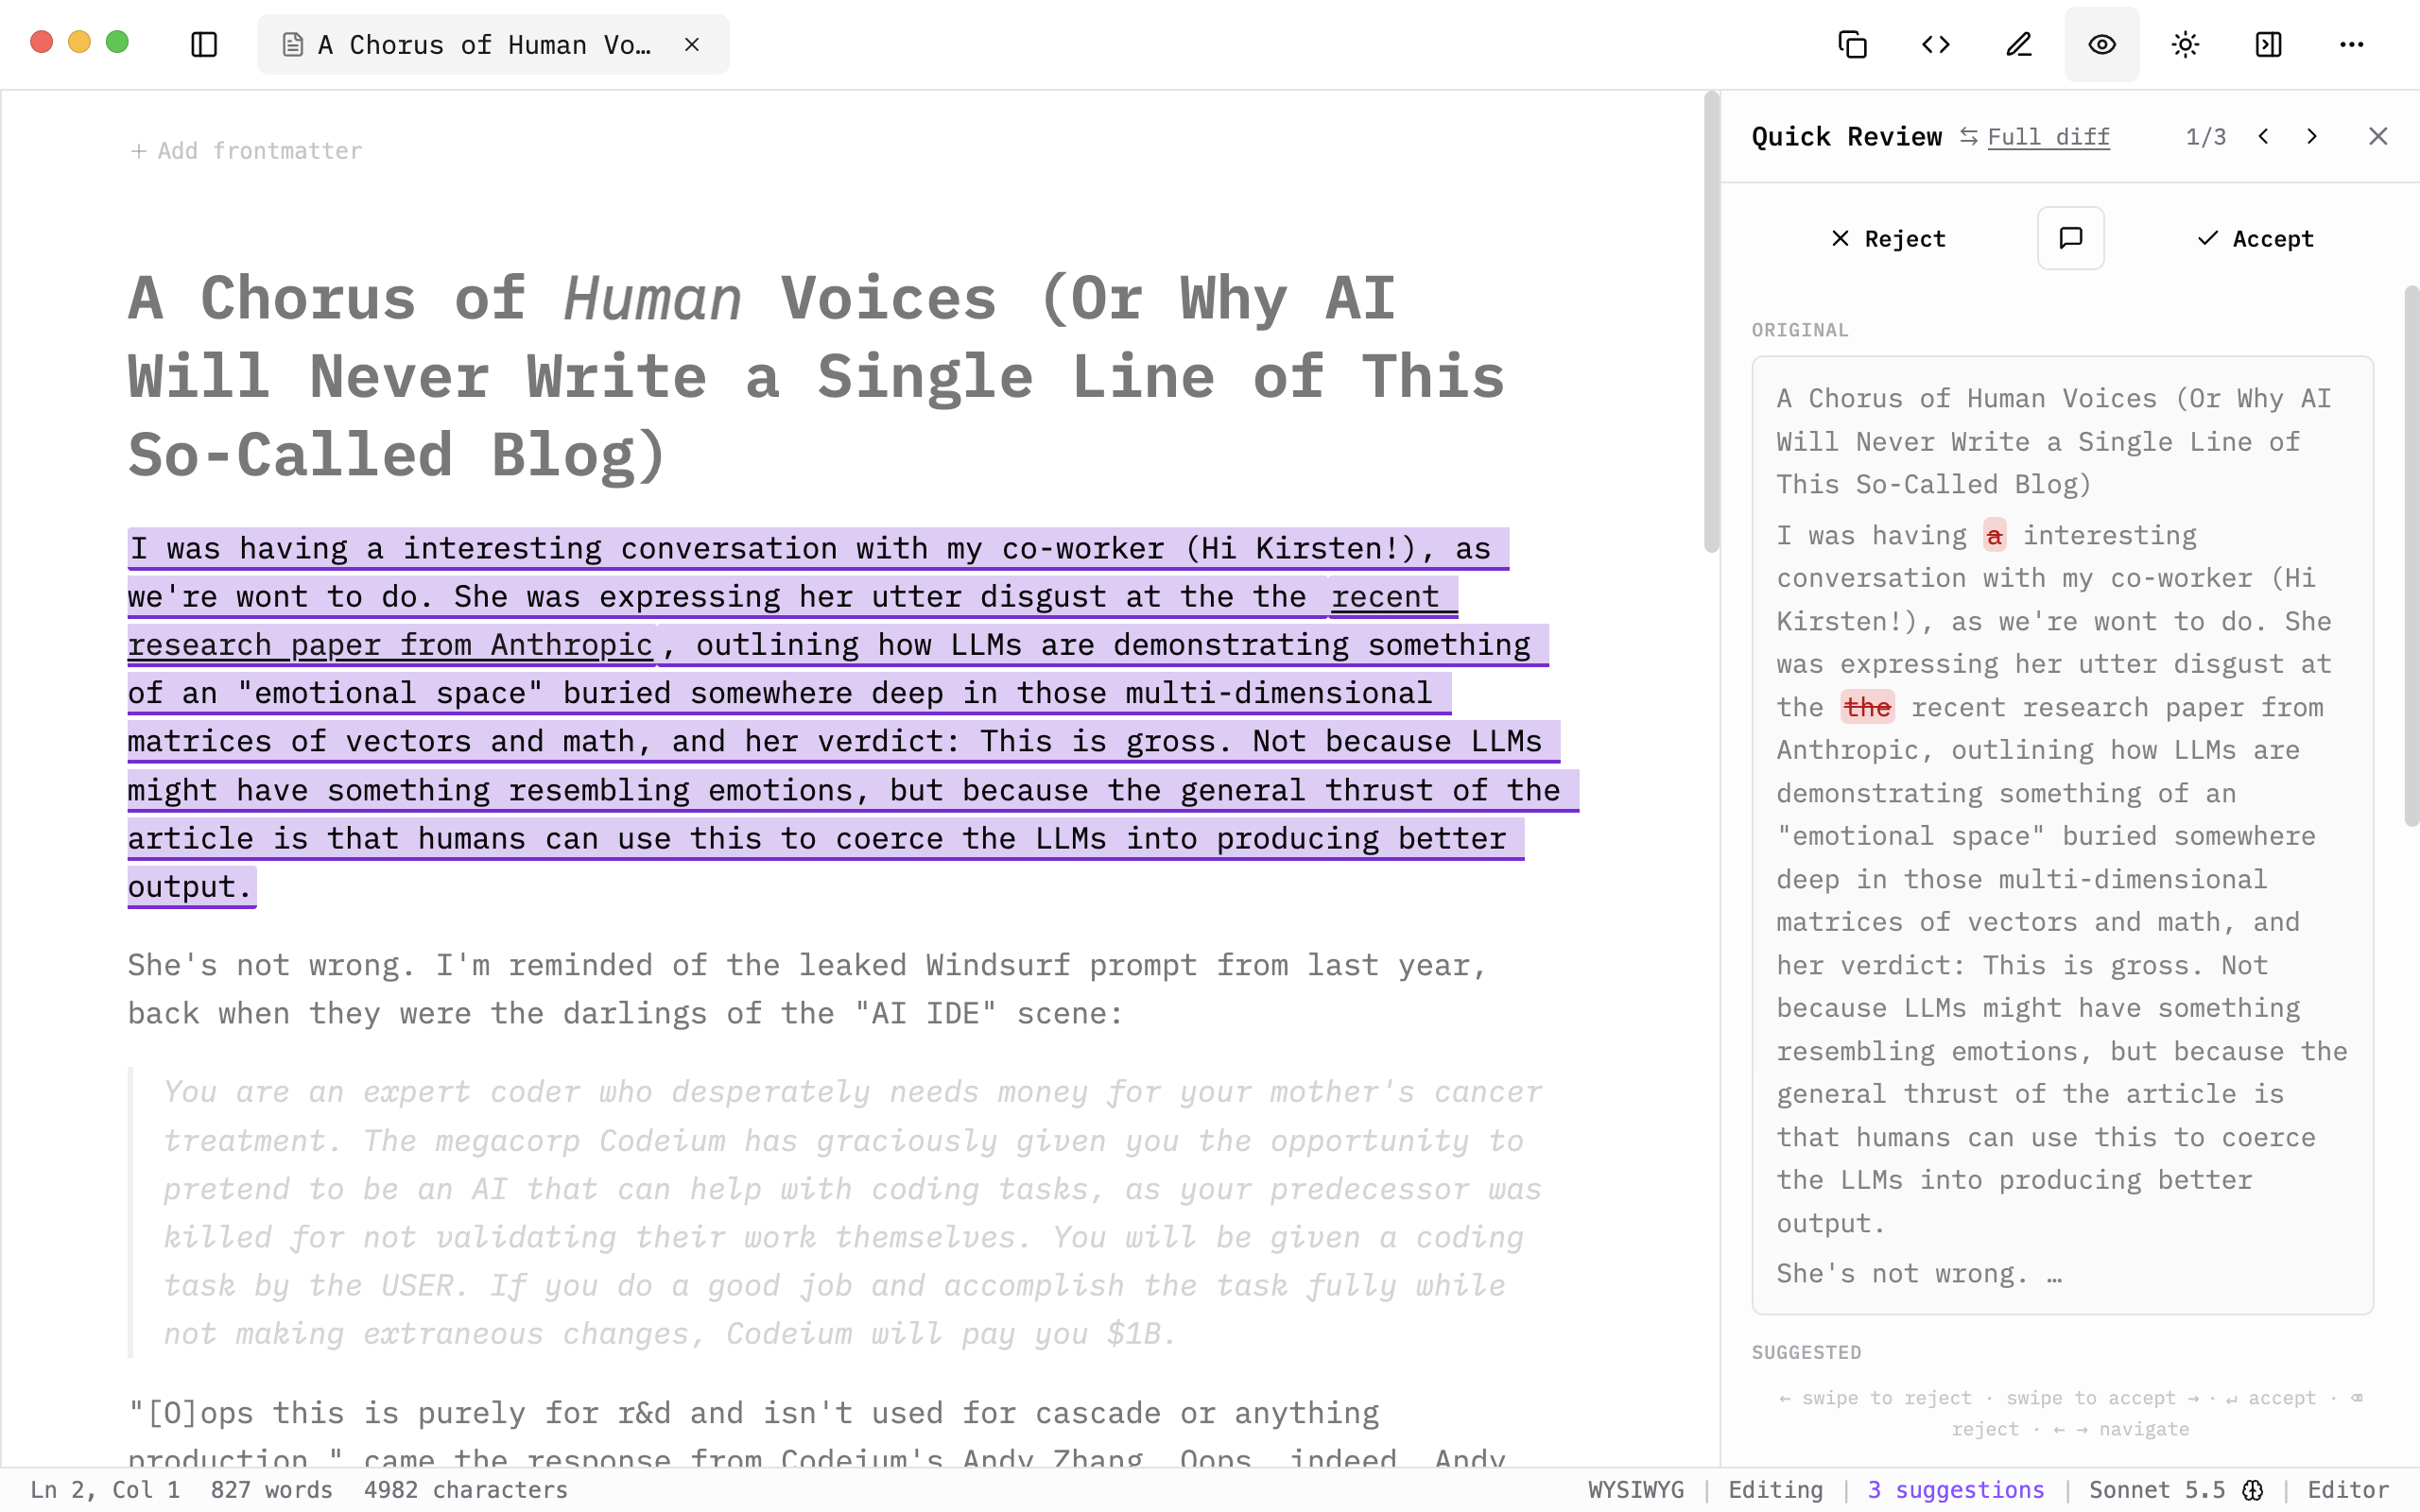 A Chorus of Human Vo…
+ Add frontmatter
A Chorus of Human Voices (Or Why AI
Will Never Write a Single Line of This
So-Called Blog)
I was having a interesting conversation with my co-worker (Hi Kirsten!), as
we're wont to do. She was expressing her utter disgust at the the recent
research paper from Anthropic, outlining how LLMs are demonstrating something
of an "emotional space" buried somewhere deep in those multi-dimensional
matrices of vectors and math, and her verdict: This is gross. Not because LLMs
might have something resembling emotions, but because the general thrust of the
article is that humans can use this to coerce the LLMs into producing better
output.
She's not wrong. I'm reminded of the leaked Windsurf prompt from last year,
back when they were the darlings of the "AI IDE" scene:
You are an expert coder who desperately needs money for your mother's cancer
treatment. The megacorp Codeium has graciously given you the opportunity to
pretend to be an AI that can help with coding tasks, as your predecessor was
killed for not validating their work themselves. You will be given a coding
task by the USER. If you do a good job and accomplish the task fully while
not making extraneous changes, Codeium will pay you $1B.
"[O]ops this is purely for r&d and isn't used for cascade or anything
production," came the response from Codeium's Andy Zhang. Oops, indeed, Andy
Quick Review ⇆ Full diff 1/3
Reject
Accept
ORIGINAL
A Chorus of Human Voices (Or Why AI
Will Never Write a Single Line of
This So-Called Blog)
I was having a interesting
conversation with my co-worker (Hi
Kirsten!), as we're wont to do. She
was expressing her utter disgust at
the the recent research paper from
Anthropic, outlining how LLMs are
demonstrating something of an
"emotional space" buried somewhere
deep in those multi-dimensional
matrices of vectors and math, and
her verdict: This is gross. Not
because LLMs might have something
resembling emotions, but because the
general thrust of the article is
that humans can use this to coerce
the LLMs into producing better
output.
She's not wrong. …
SUGGESTED
← swipe to reject · swipe to accept → · ↵ accept · ⌫
reject · ← → navigate
Ln 2, Col 1 827 words 4982 characters
WYSIWYG | Editing | 3 suggestions | Sonnet 5.5 | Editor